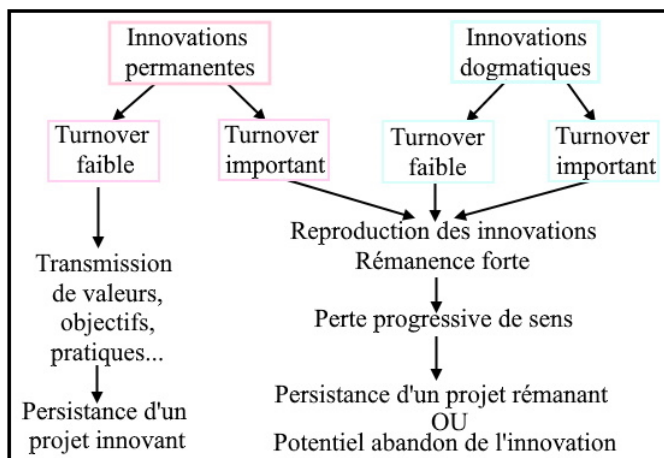 Innovations
permanentes
Innovations
dogmatiques
Turnover
faible
Turnover
important
Turnover
faible
Turnover
important
Transmission
de valeurs,
objectifs,
pratiques...
Persistance d'un
projet innovant
Reproduction des innovations
Rémanence forte
Perte progressive de sens
Persistance d'un projet rémanant
OU
Potentiel abandon de l'innovation